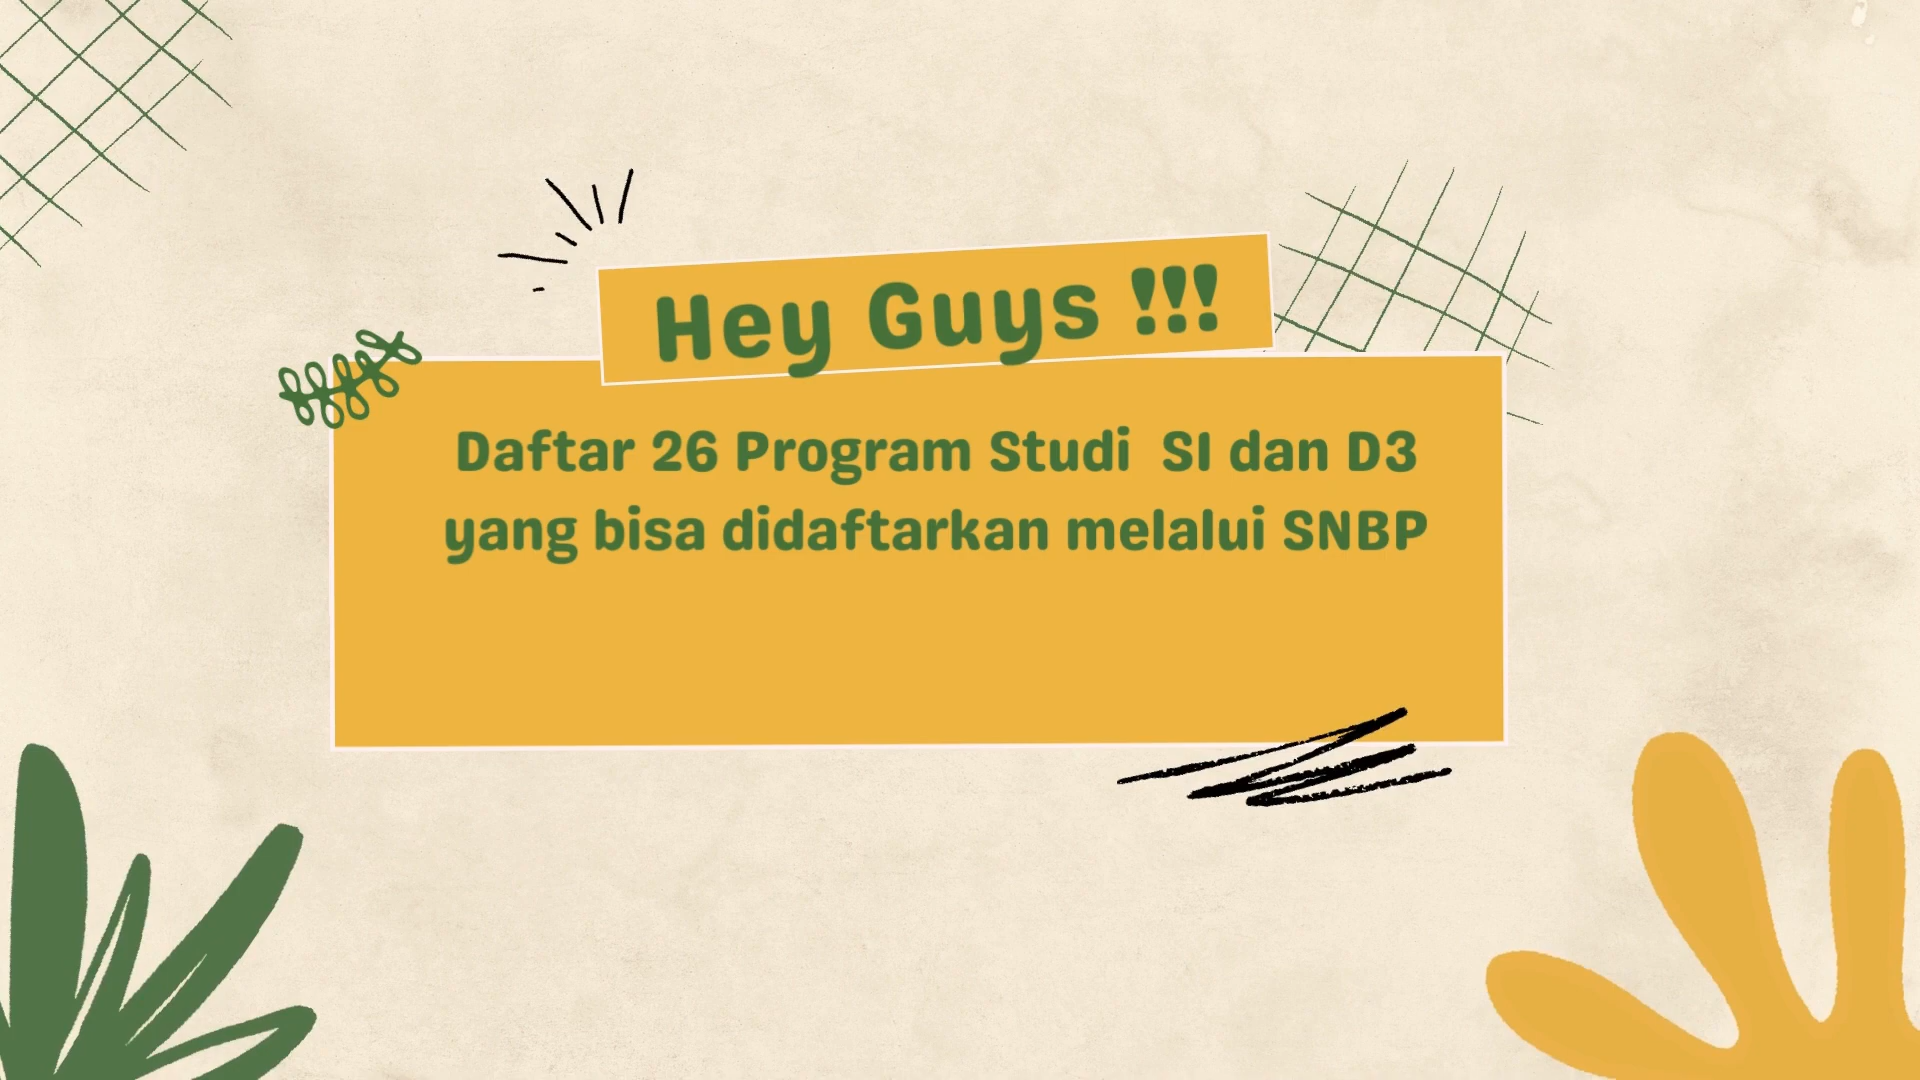 Hey Guys !!!
Daftar 26 Program Studi SI dan D3
yang bisa didaftarkan melalui SNBP